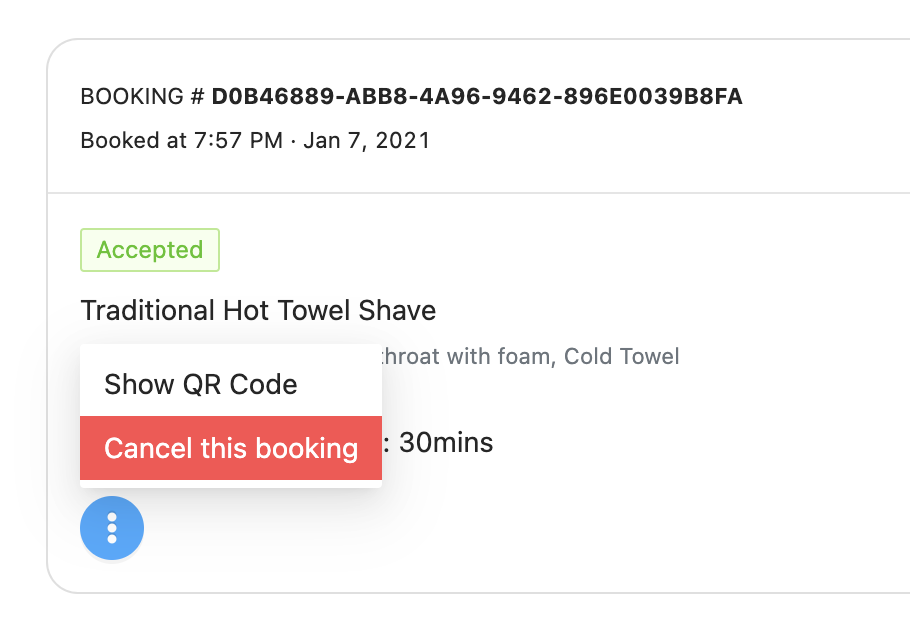 BOOKING # D0B46889-ABB8-4A96-9462-896E0039B8FA
Booked at 7:57 PM · Jan 7, 2021
Accepted
Traditional Hot Towel Shave
throat with foam, Cold Towel
Show QR Code
Cancel this booking
: 30mins